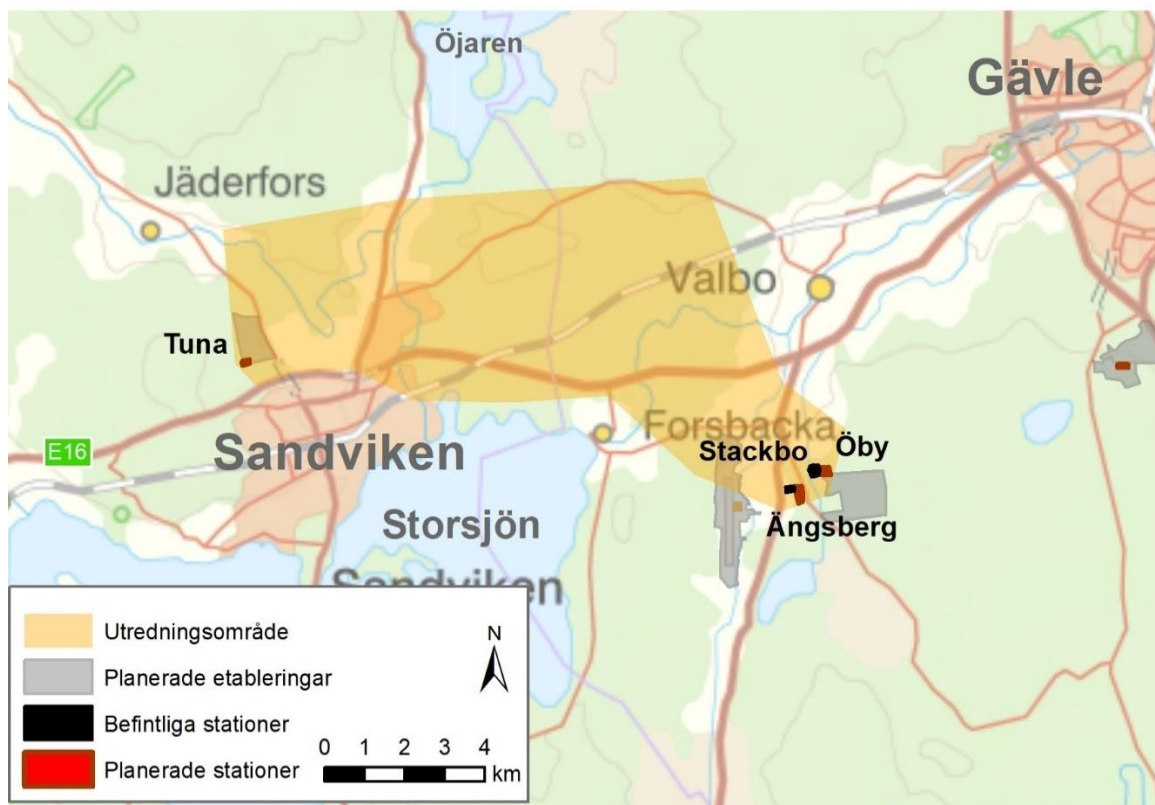 Öjaren
Gävle
Jäderfors
Valbo
Tuna
Forsbacka
E16
Sandviken
Stackbo
Öby
Storsjön
Ängsberg
Sandviken
Utredningsområde
N
Planerade etableringar
Befintliga stationer
Planerade stationer
0 1 2 3 4
km